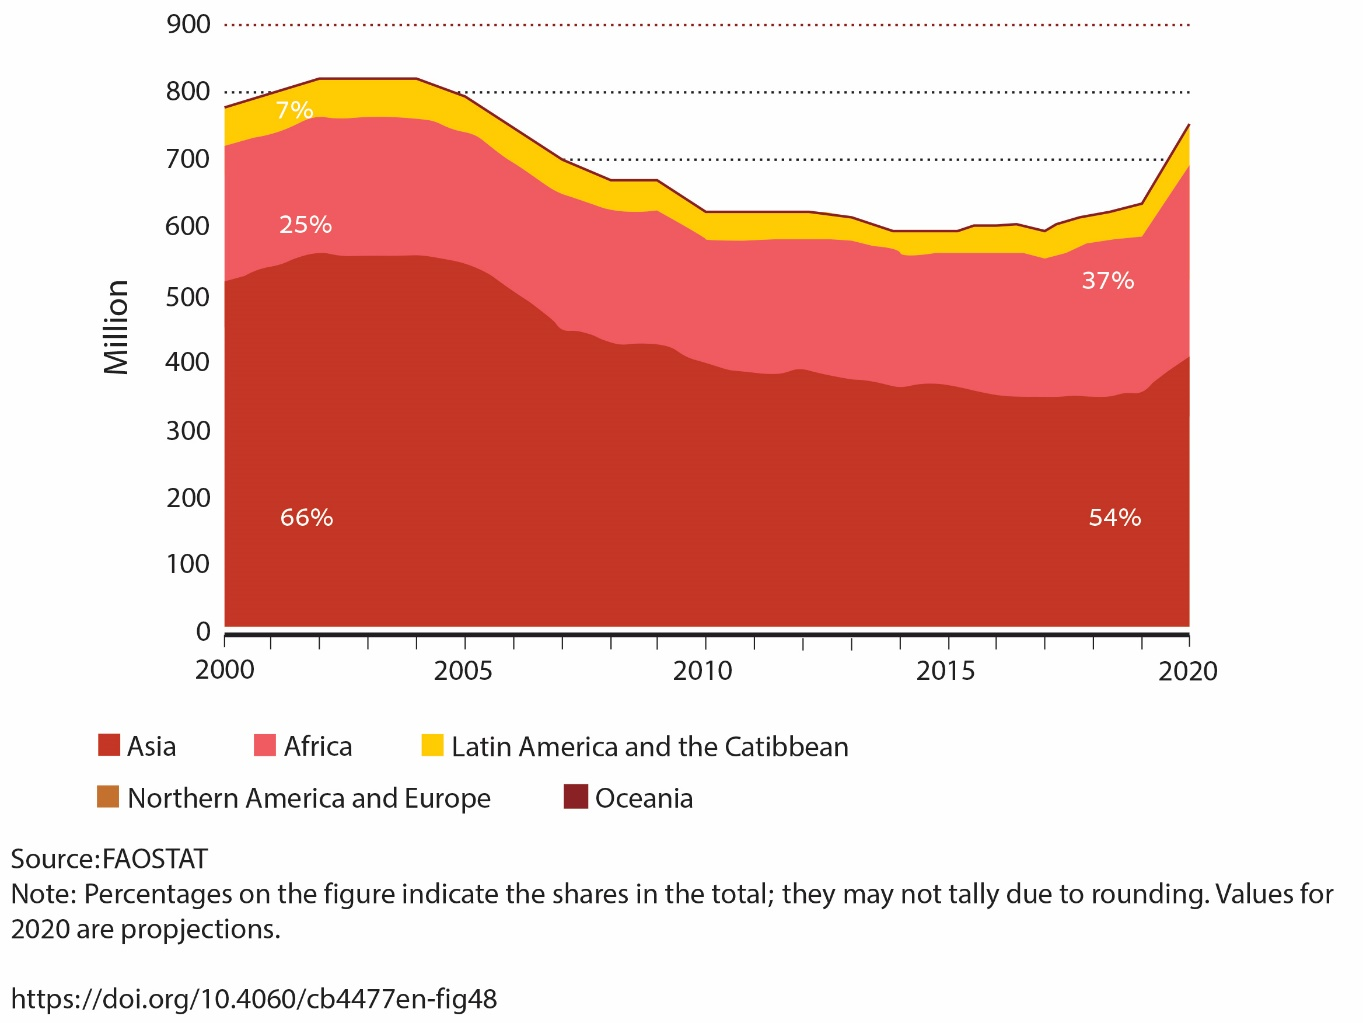 900
800
700
600
500
400
300
200
100
0
Million
7%
25%
37%
66%
54%
2000 2005 2010 2015 2020
Asia Africa Latin America and the Catibbean
Northern America and Europe Oceania
Source:FAOSTAT
Note: Percentages on the figure indicate the shares in the total; they may not tally due to rounding. Values for
2020 are propjections.
https://doi.org/10.4060/cb4477en-fig48